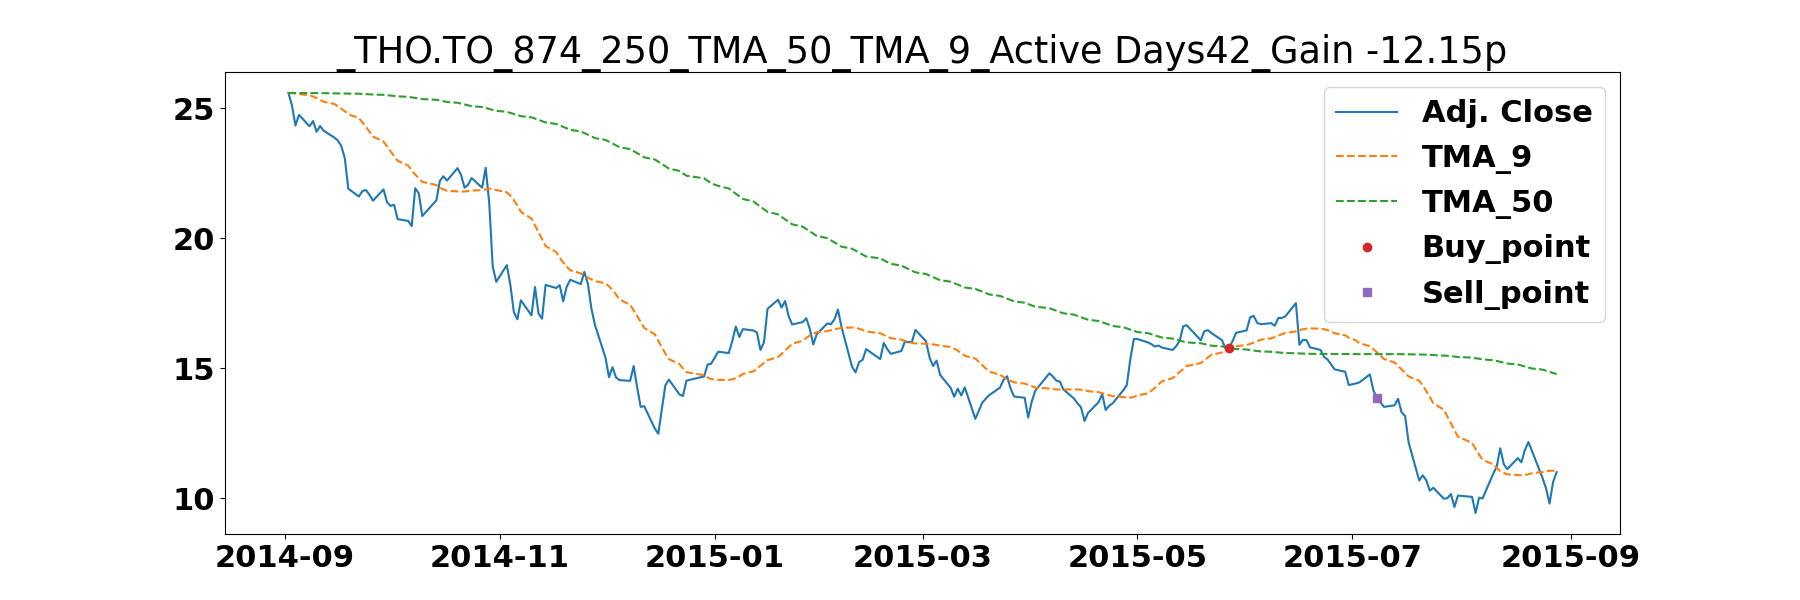 _THO.TO_874_250_TMA_50_TMA_9_Active Days42_Gain -12.15p
25
20
15
10
Adj. Close
TMA_9
TMA_50
Buy_point
Sell_point
2014-09 2014-11 2015-01 2015-03 2015-05 2015-07 2015-09